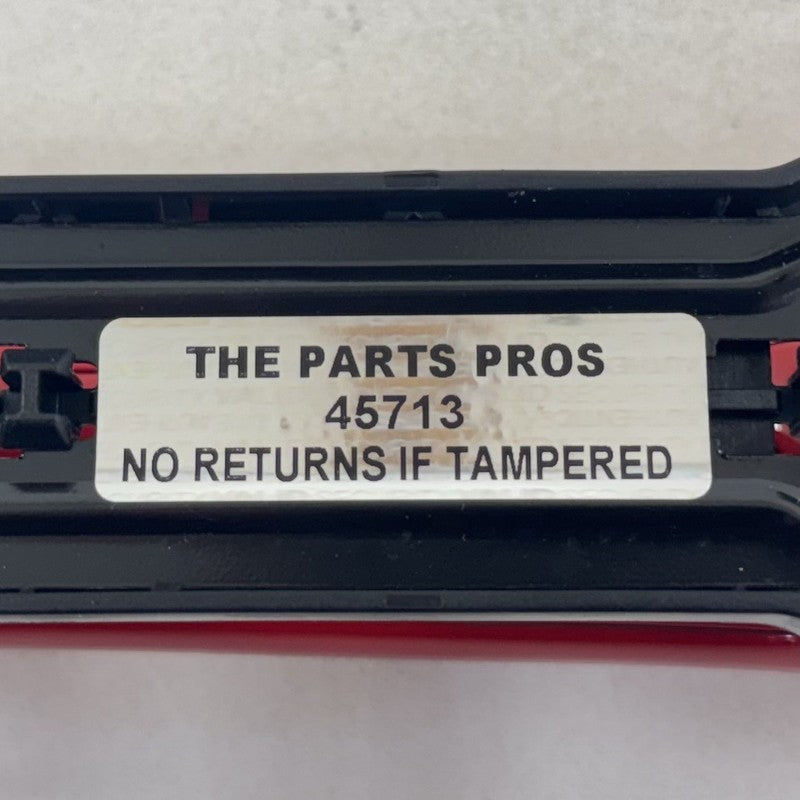 THE PARTS PROS
45713
NO RETURNS IF TAMPERED